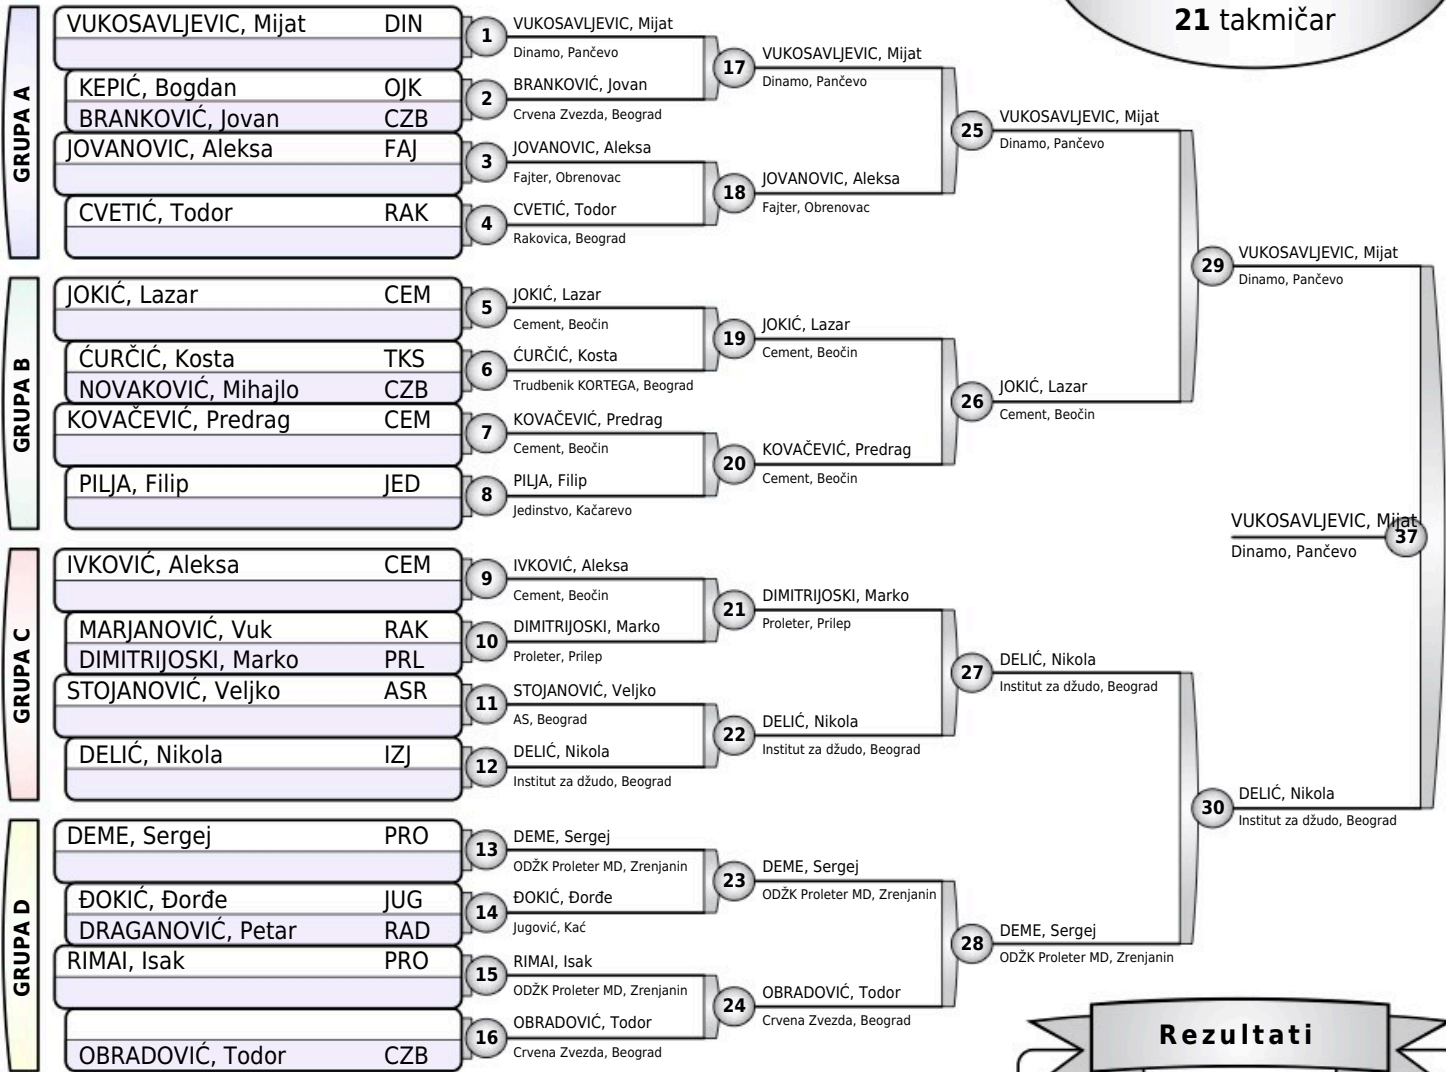 21 takmičar
GRUPA A
VUKOSAVLJEVIC, Mijat DIN
KEPIĆ, Bogdan OJK
BRANKOVIĆ, Jovan CZB
JOVANOVIC, Aleksa FAJ
CVETIĆ, Todor RAK
1
VUKOSAVLJEVIC, Mijat
Dinamo, Pančevo
2
BRANKOVIĆ, Jovan
Crvena Zvezda, Beograd
3
JOVANOVIC, Aleksa
Fajter, Obrenovac
4
CVETIĆ, Todor
Rakovica, Beograd
17
VUKOSAVLJEVIC, Mijat
Dinamo, Pančevo
18
JOVANOVIC, Aleksa
Fajter, Obrenovac
25
VUKOSAVLJEVIC, Mijat
Dinamo, Pančevo
GRUPA B
JOKIĆ, Lazar CEM
ĆURČIĆ, Kosta TKS
NOVAKOVIĆ, Mihajlo CZB
KOVAČEVIĆ, Predrag CEM
PILJA, Filip JED
5
JOKIĆ, Lazar
Cement, Beočin
6
ĆURČIĆ, Kosta
Trudbenik KORTEGA, Beograd
7
KOVAČEVIĆ, Predrag
Cement, Beočin
8
PILJA, Filip
Jedinstvo, Kačarevo
19
JOKIĆ, Lazar
Cement, Beočin
20
KOVAČEVIĆ, Predrag
Cement, Beočin
26
JOKIĆ, Lazar
Cement, Beočin
29
VUKOSAVLJEVIC, Mijat
Dinamo, Pančevo
GRUPA C
IVKOVIĆ, Aleksa CEM
MARJANOVIĆ, Vuk RAK
DIMITRIJOSKI, Marko PRL
STOJANOVIĆ, Veljko ASR
DELIĆ, Nikola IZJ
9
IVKOVIĆ, Aleksa
Cement, Beočin
10
DIMITRIJOSKI, Marko
Proleter, Prilep
11
STOJANOVIĆ, Veljko
AS, Beograd
12
DELIĆ, Nikola
Institut za džudo, Beograd
21
DIMITRIJOSKI, Marko
Proleter, Prilep
22
DELIĆ, Nikola
Institut za džudo, Beograd
27
DELIĆ, Nikola
Institut za džudo, Beograd
GRUPA D
DEME, Sergej PRO
ĐOKIĆ, Đorđe JUG
DRAGANOVIĆ, Petar RAD
RIMAI, Isak PRO
OBRADOVIĆ, Todor CZB
13
DEME, Sergej
ODŽK Proleter MD, Zrenjanin
14
ĐOKIĆ, Đorđe
Jugović, Kać
15
RIMAI, Isak
ODŽK Proleter MD, Zrenjanin
16
OBRADOVIĆ, Todor
Crvena Zvezda, Beograd
23
DEME, Sergej
ODŽK Proleter MD, Zrenjanin
24
OBRADOVIĆ, Todor
Crvena Zvezda, Beograd
28
DEME, Sergej
ODŽK Proleter MD, Zrenjanin
30
DELIĆ, Nikola
Institut za džudo, Beograd
VUKOSAVLJEVIC, Mijat
37
Dinamo, Pančevo
Rezultati